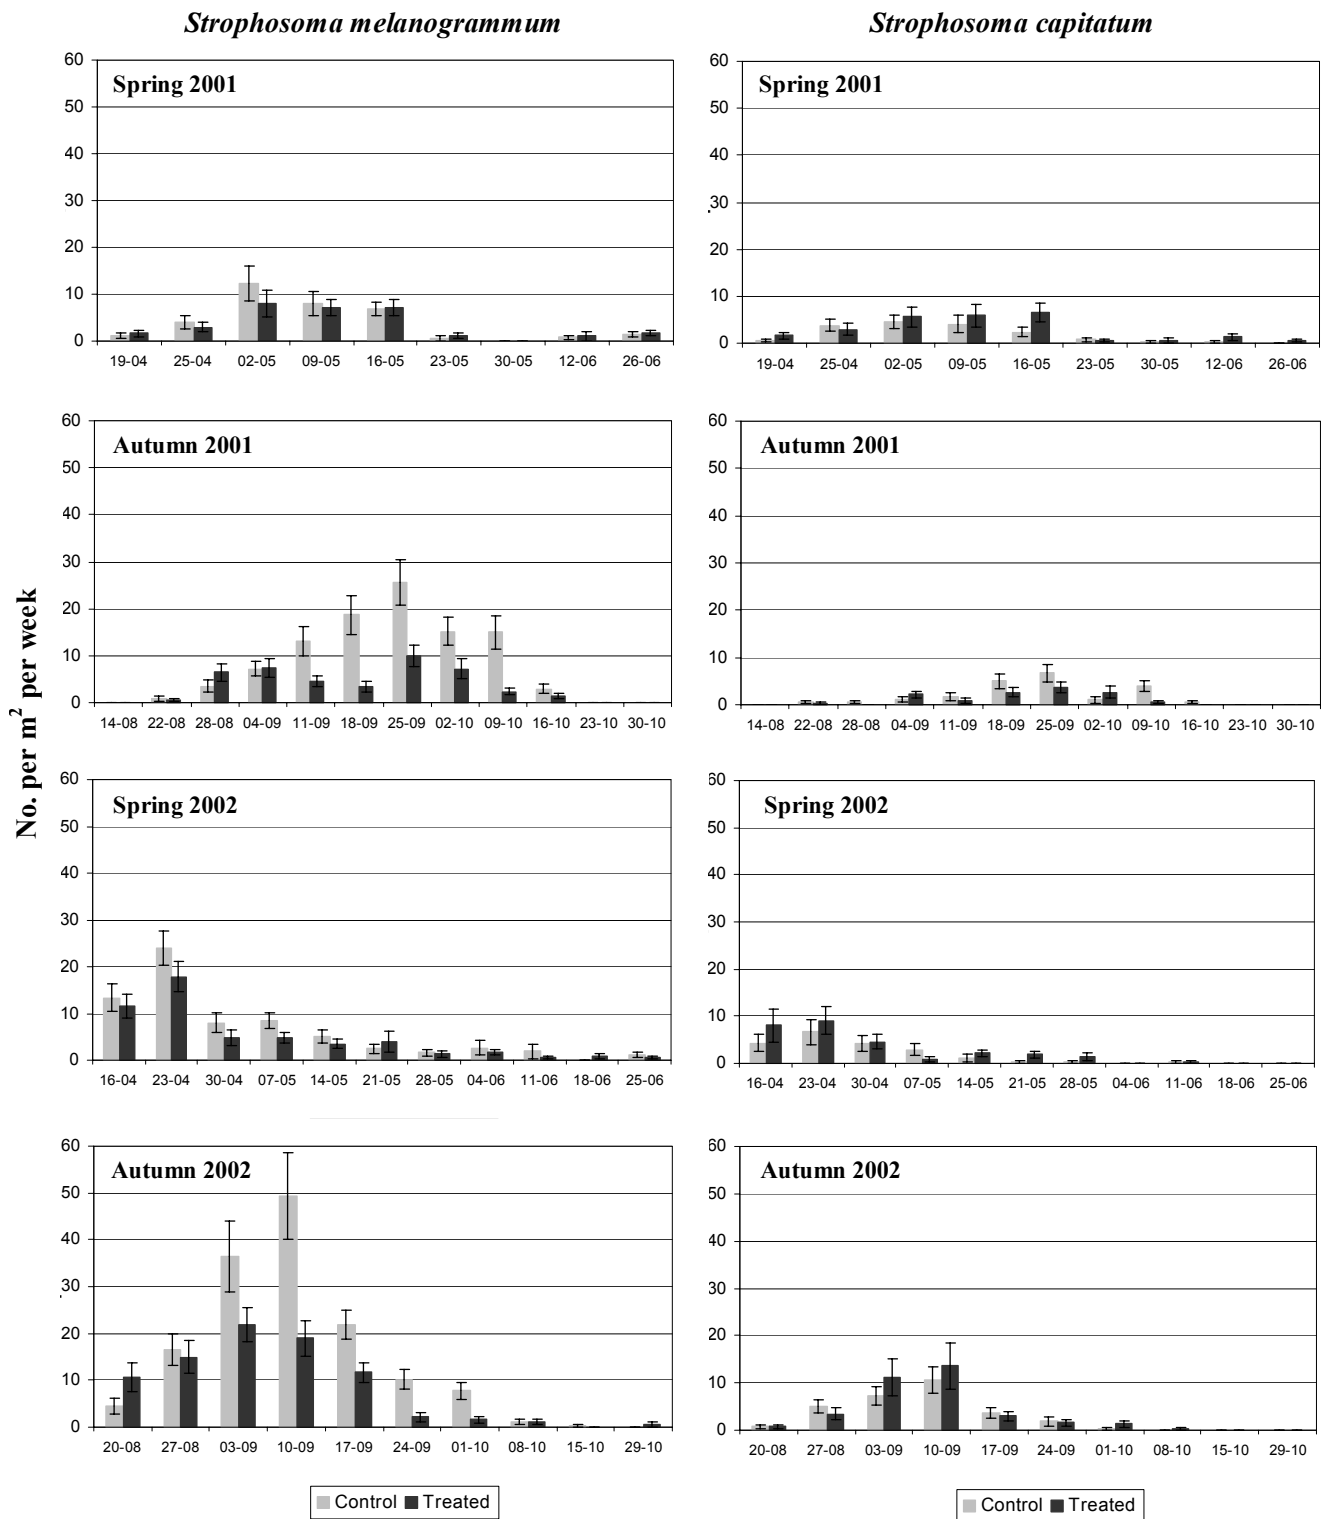 Strophosoma melanogrammum
Strophosoma capitatum
No. per m² per week
Spring 2001
60
50
40
30
20
10
0
19-04 25-04 02-05 09-05 16-05 23-05 30-05 12-06 26-06
Spring 2001
60
50
40
30
20
10
0
19-04 25-04 02-05 09-05 16-05 23-05 30-05 12-06 26-06
Autumn 2001
60
50
40
30
20
10
0
14-08 22-08 28-08 04-09 11-09 18-09 25-09 02-10 09-10 16-10 23-10 30-10
Autumn 2001
60
50
40
30
20
10
0
14-08 22-08 28-08 04-09 11-09 18-09 25-09 02-10 09-10 16-10 23-10 30-10
Spring 2002
60
50
40
30
20
10
0
16-04 23-04 30-04 07-05 14-05 21-05 28-05 04-06 11-06 18-06 25-06
Spring 2002
60
50
40
30
20
10
0
16-04 23-04 30-04 07-05 14-05 21-05 28-05 04-06 11-06 18-06 25-06
Autumn 2002
60
50
40
30
20
10
0
20-08 27-08 03-09 10-09 17-09 24-09 01-10 08-10 15-10 29-10
Control Treated
Autumn 2002
60
50
40
30
20
10
0
20-08 27-08 03-09 10-09 17-09 24-09 01-10 08-10 15-10 29-10
Control Treated